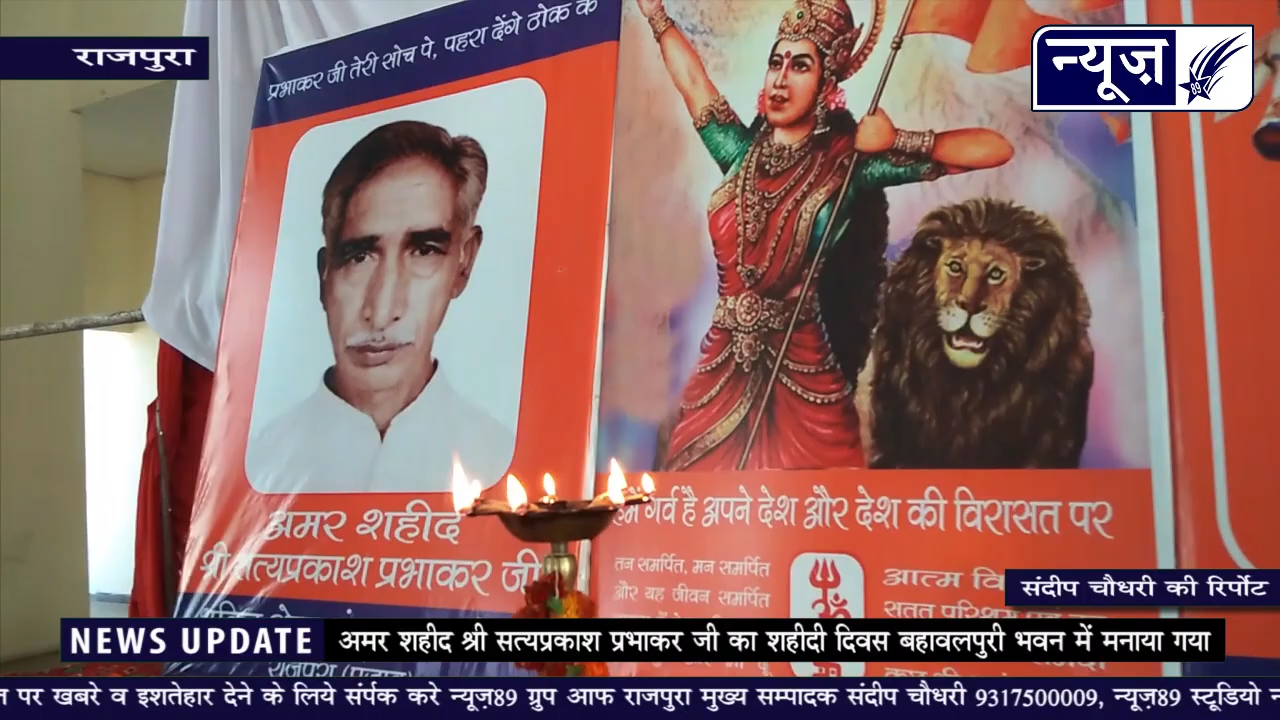 राजपुरा
प्रभाकर जी तेरी सोच पे, पहरा देंगे ठोक के
न्यूज़
89
अमर शहीद
श्री सत्यप्रकाश प्रभाकर जी
हमें गर्व है अपने देश और देश की विरासत पर
तन समर्पित, मन समर्पित
और यह जीवन समर्पित
आत्म
ॐ
संदीप चौधरी की रिर्पोट
NEWS UPDATE
अमर शहीद श्री सत्यप्रकाश प्रभाकर जी का शहीदी दिवस बहावलपुरी भवन में मनाया गया
पर खबरे व इशतेहार देने के लिये संर्पक करे न्यूज़89 ग्रुप आफ राजपुरा मुख्य सम्पादक संदीप चौधरी 9317500009, न्यूज़89 स्टूडियो